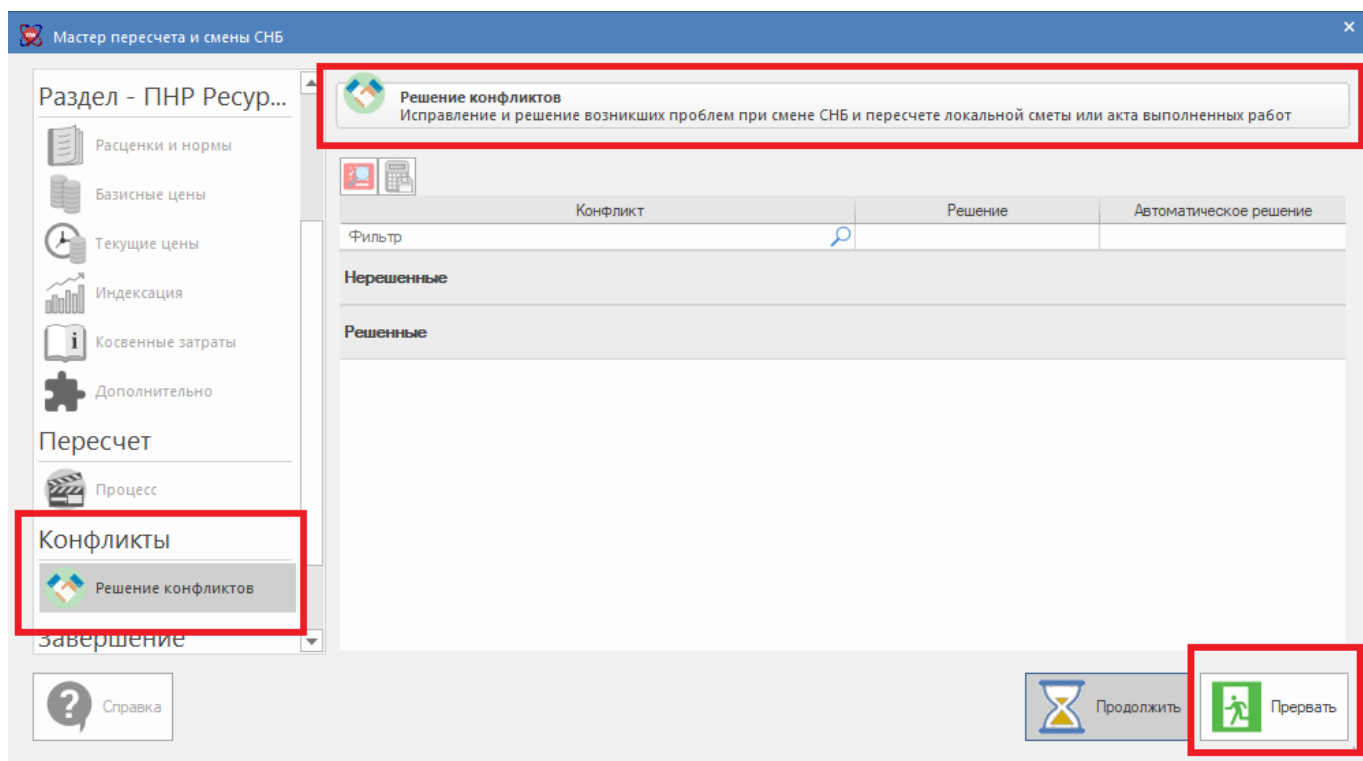 Мастер пересчета и смены СНБ
Раздел - ПНР Ресур...
Расценки и нормы
Базисные цены
Текущие цены
Индексация
Косвенные затраты
Дополнительно
Пересчет
Процесс
Конфликты
Решение конфликтов
Завершение
Справка
Решение конфликтов
Исправление и решение возникших проблем при смене СНБ и пересчете локальной сметы или акта выполненных работ
Конфликт Решение Автоматическое решение
Фильтр
Нерешенные
Решенные
Продолжить
Прервать